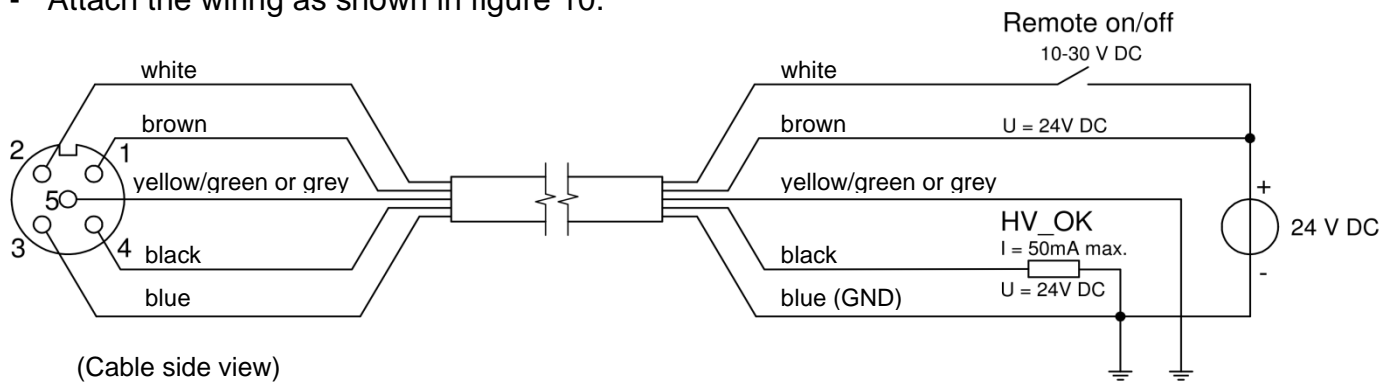 - Attach the wiring as shown in figure 10.
Remote on/off
10-30 V DC
white
white
brown
brown
U = 24V DC
2
1
yellow/green or grey
yellow/green or grey
5
+
24 V DC
HV_OK
I = 50mA max.
3
4
black
black
-
U = 24V DC
blue
blue (GND)
(Cable side view)